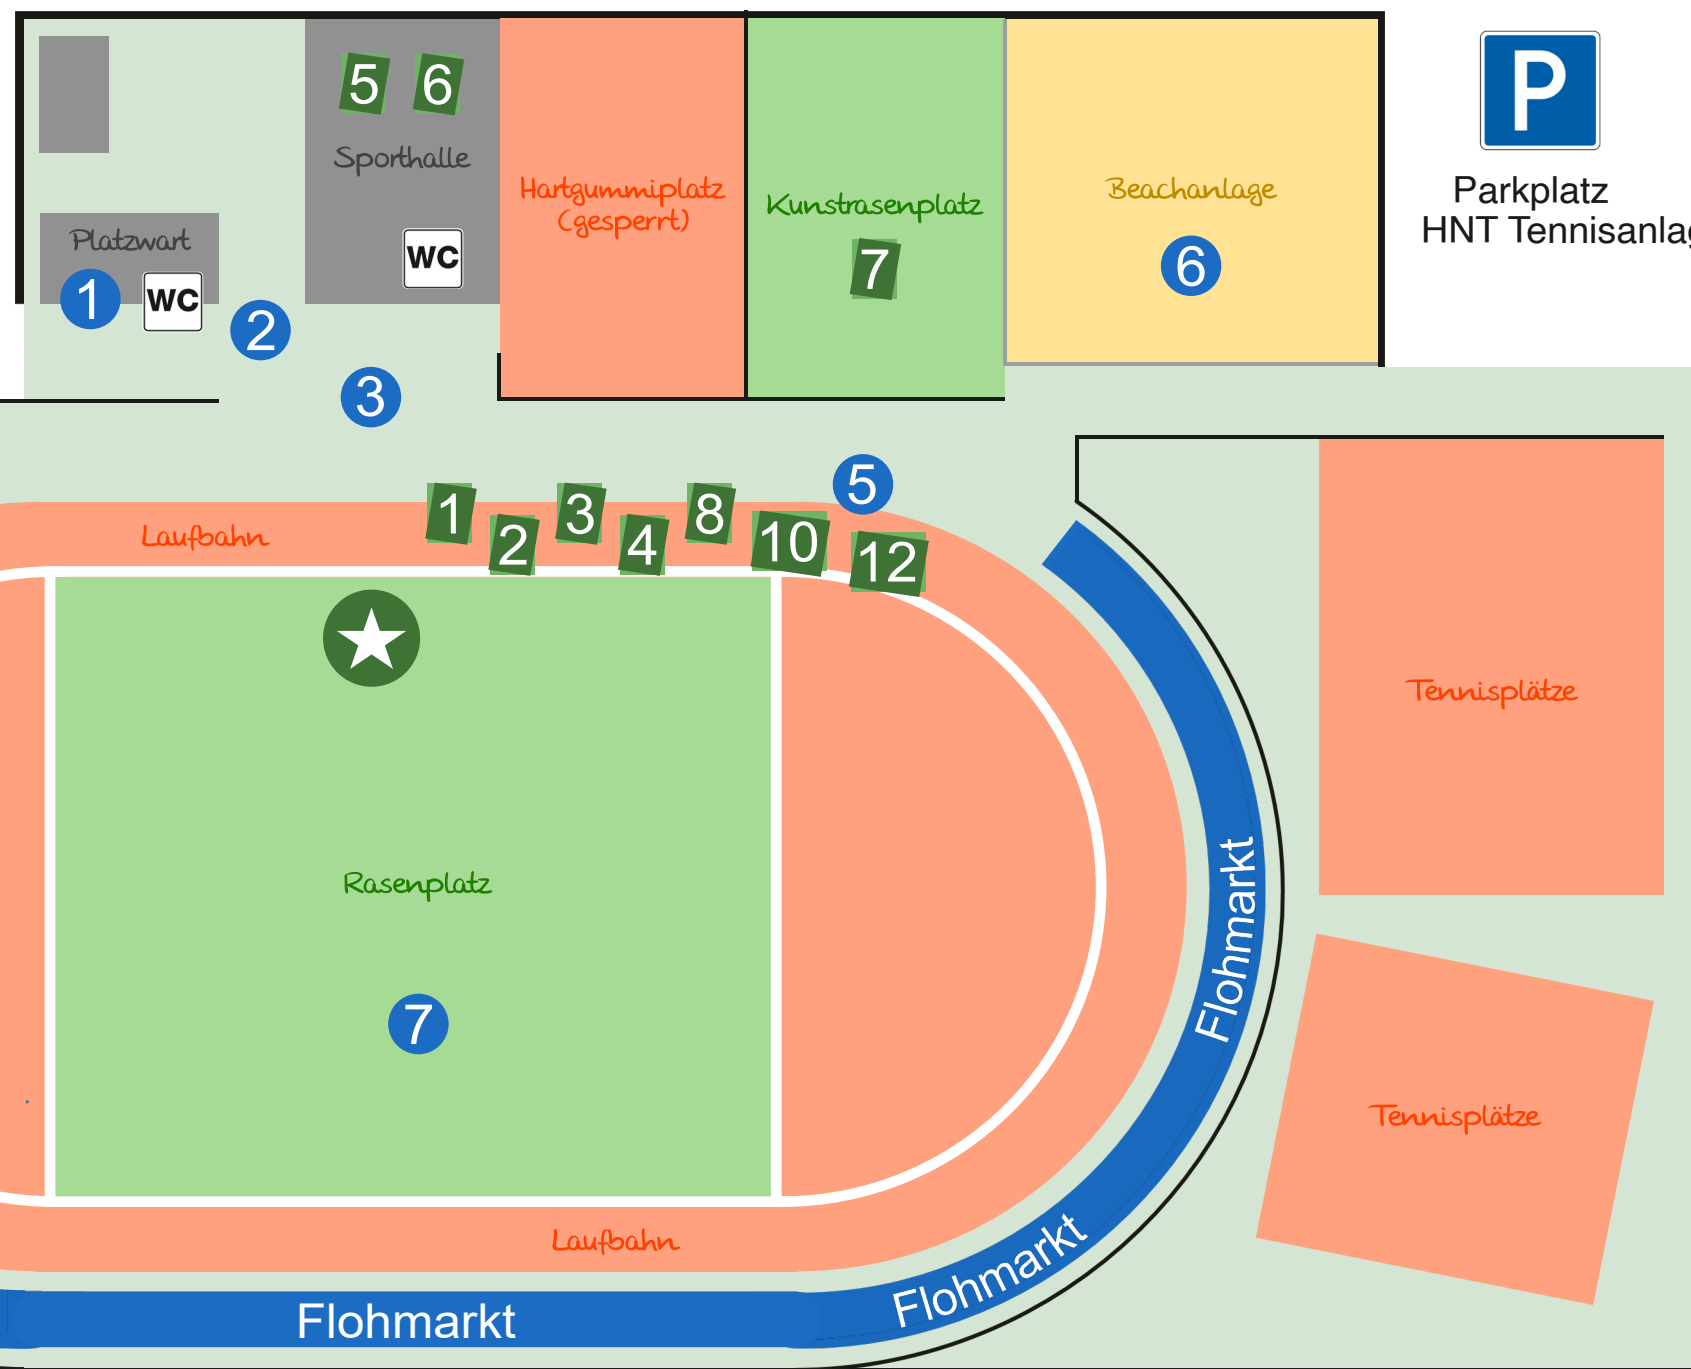 P
5 6
Sporthalle
Hartgummiplatz
(gesperrt)
Kunstrasenplatz
7
Beachanlage
6
Parkplatz
HNT Tennisanla
Platzwart
1
WC
WC
2
3
5
Laufbahn
1
2
3
4
8
10
12
Tennisplätze
Rasenplatz
7
Flohmarkt
Tennisplätze
Laufbahn
Flohmarkt
Flohmarkt